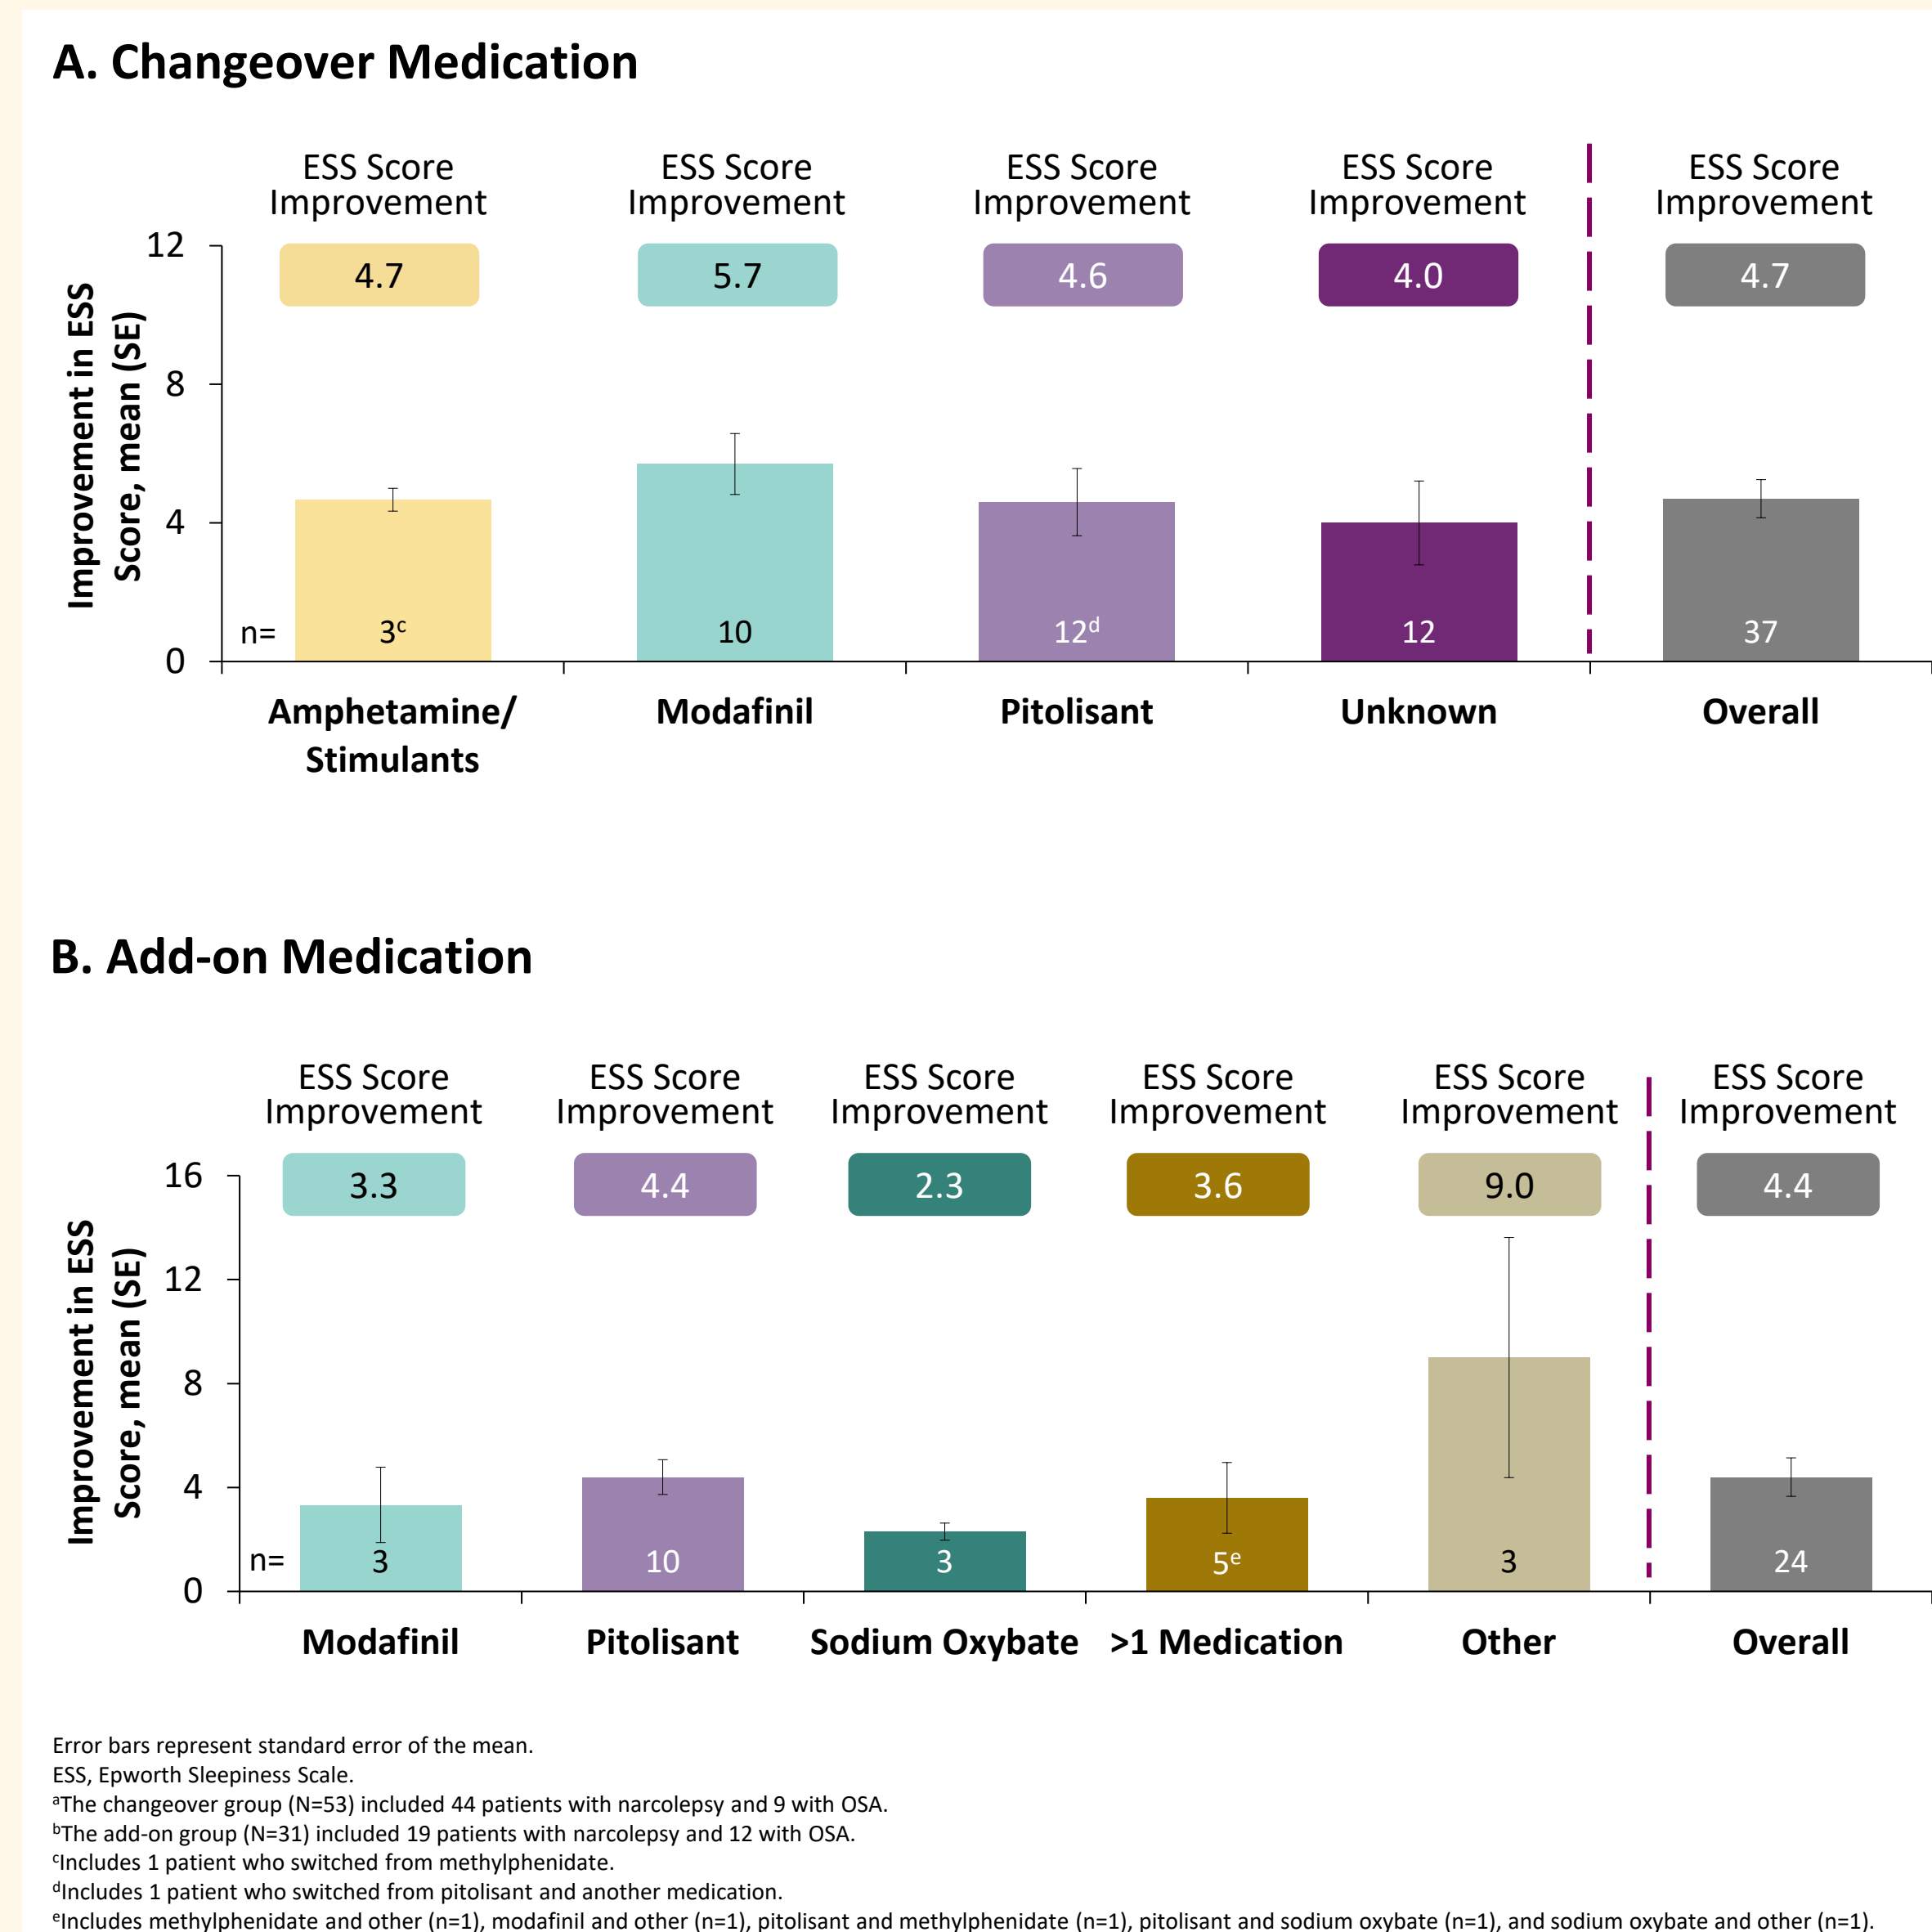 A. Changeover Medication
ESS Score Improvement
ESS Score Improvement
ESS Score Improvement
ESS Score Improvement
ESS Score Improvement
4.7
5.7
4.6
4.0
4.7
Improvement in ESS
Score, mean (SE)
12
8
4
0
n=
3ᶜ
10
12ᵈ
12
37
Amphetamine/
Stimulants
Modafinil
Pitolisant
Unknown
Overall
B. Add-on Medication
ESS Score Improvement
ESS Score Improvement
ESS Score Improvement
ESS Score Improvement
ESS Score Improvement
ESS Score Improvement
3.3
4.4
2.3
3.6
9.0
4.4
Improvement in ESS
Score, mean (SE)
16
12
8
4
0
n=
3
10
3
5ᵉ
3
24
Modafinil
Pitolisant
Sodium Oxybate
>1 Medication
Other
Overall
Error bars represent standard error of the mean.
ESS, Epworth Sleepiness Scale.
ᵃThe changeover group (N=53) included 44 patients with narcolepsy and 9 with OSA.
ᵇThe add-on group (N=31) included 19 patients with narcolepsy and 12 with OSA.
ᶜIncludes 1 patient who switched from methylphenidate.
ᵈIncludes 1 patient who switched from pitolisant and another medication.
ᵉIncludes methylphenidate and other (n=1), modafinil and other (n=1), pitolisant and methylphenidate (n=1), pitolisant and sodium oxybate (n=1), and sodium oxybate and other (n=1).